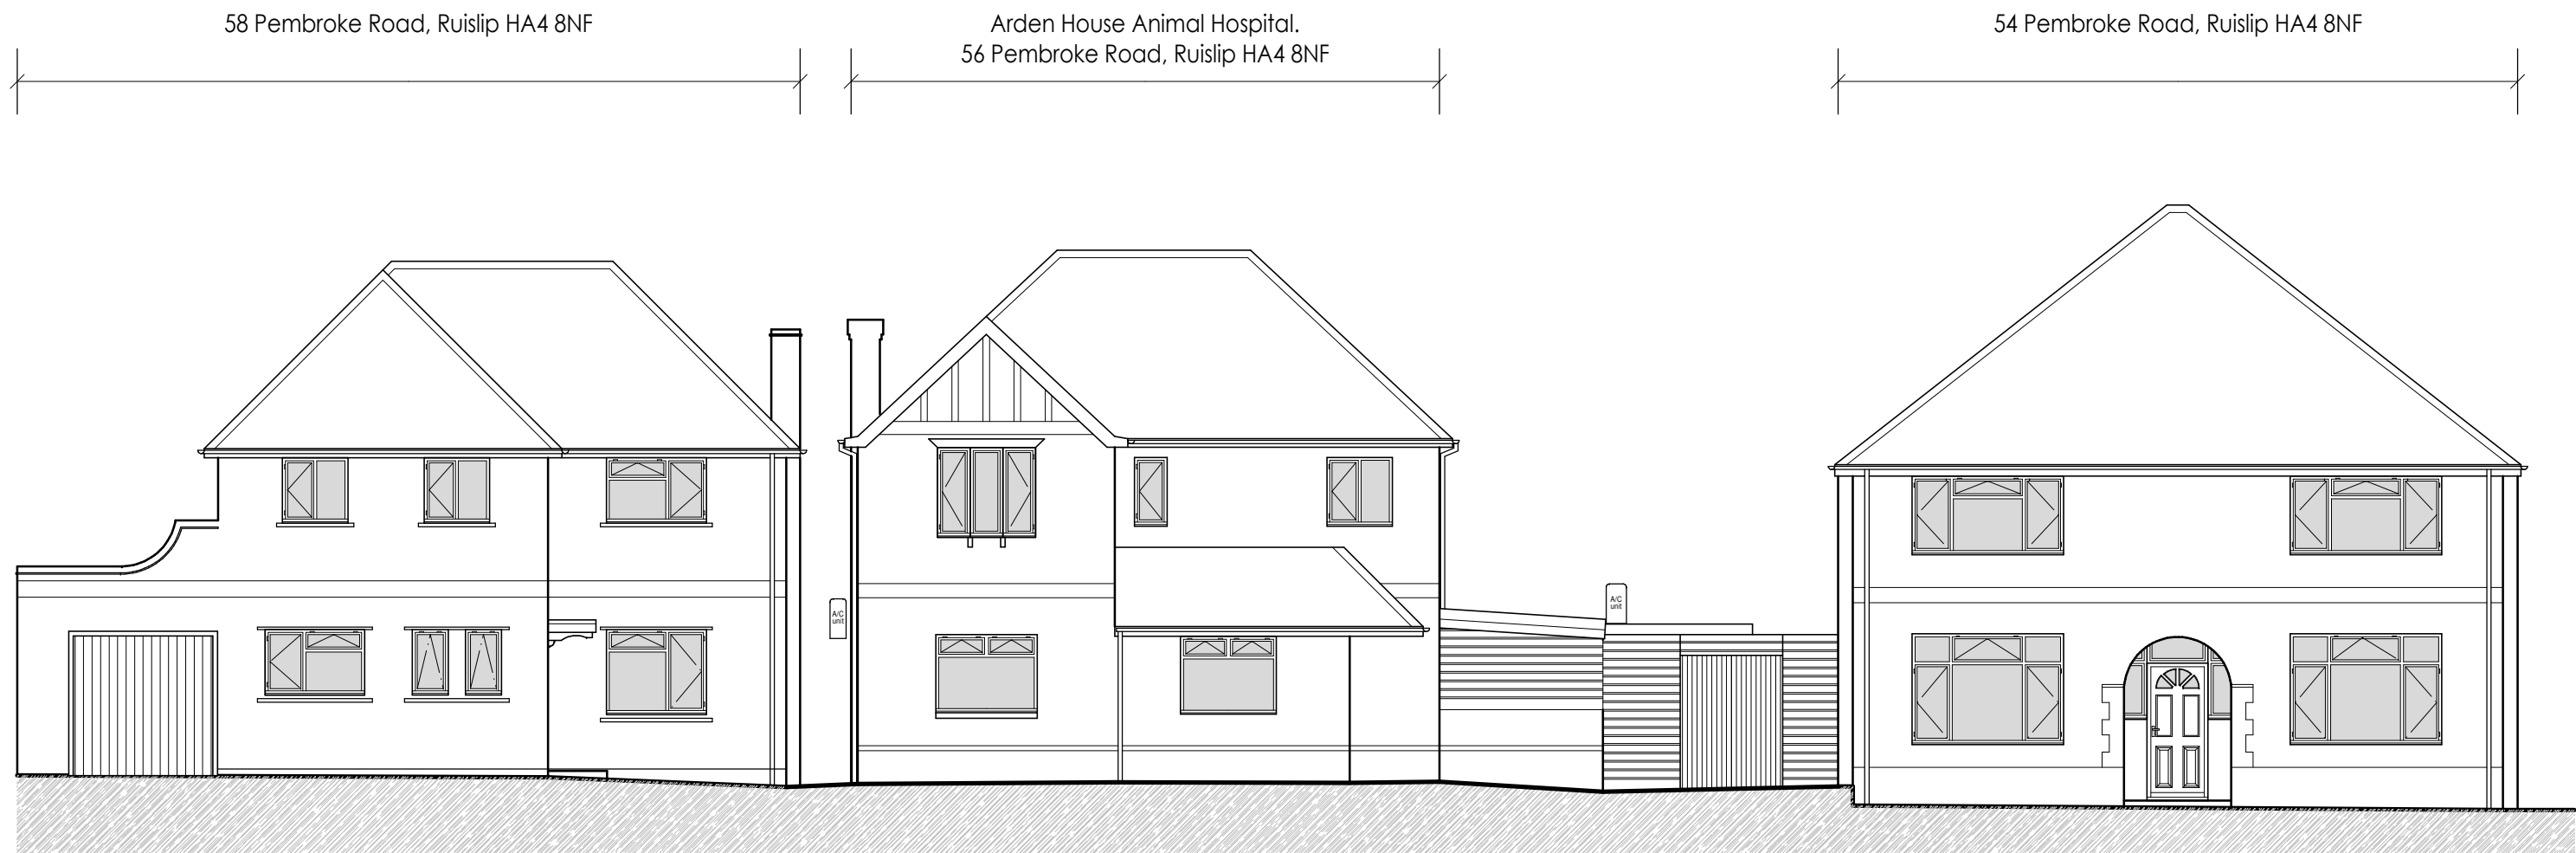 58 Pembroke Road, Ruislip HA4 8NF
Arden House Animal Hospital.
56 Pembroke Road, Ruislip HA4 8NF
54 Pembroke Road, Ruislip HA4 8NF
A/C
unit
A/C
unit